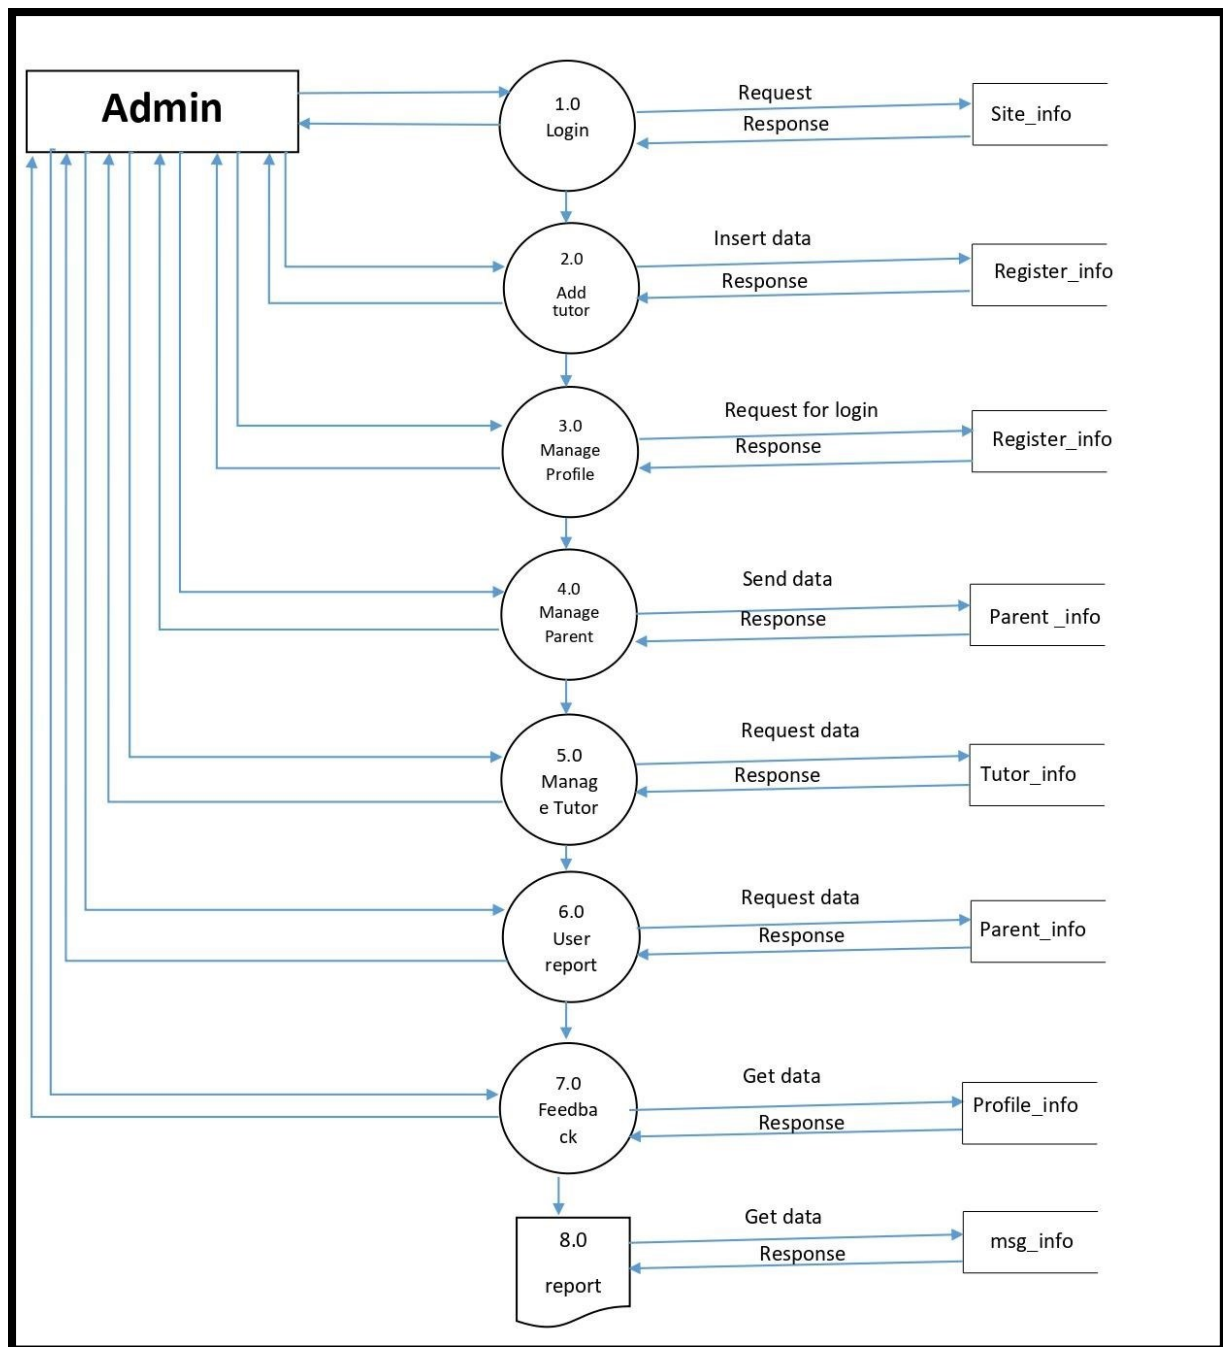 Admin
1.0
Login
Request
Response
Site_info
2.0
Add
tutor
Insert data
Response
Register_info
3.0
Manage
Profile
Request for login
Response
Register_info
4.0
Manage
Parent
Send data
Response
Parent _info
5.0
Manag
e Tutor
Request data
Response
Tutor_info
6.0
User
report
Request data
Response
Parent_info
7.0
Feedba
ck
Get data
Response
Profile_info
8.0
report
Get data
Response
msg_info